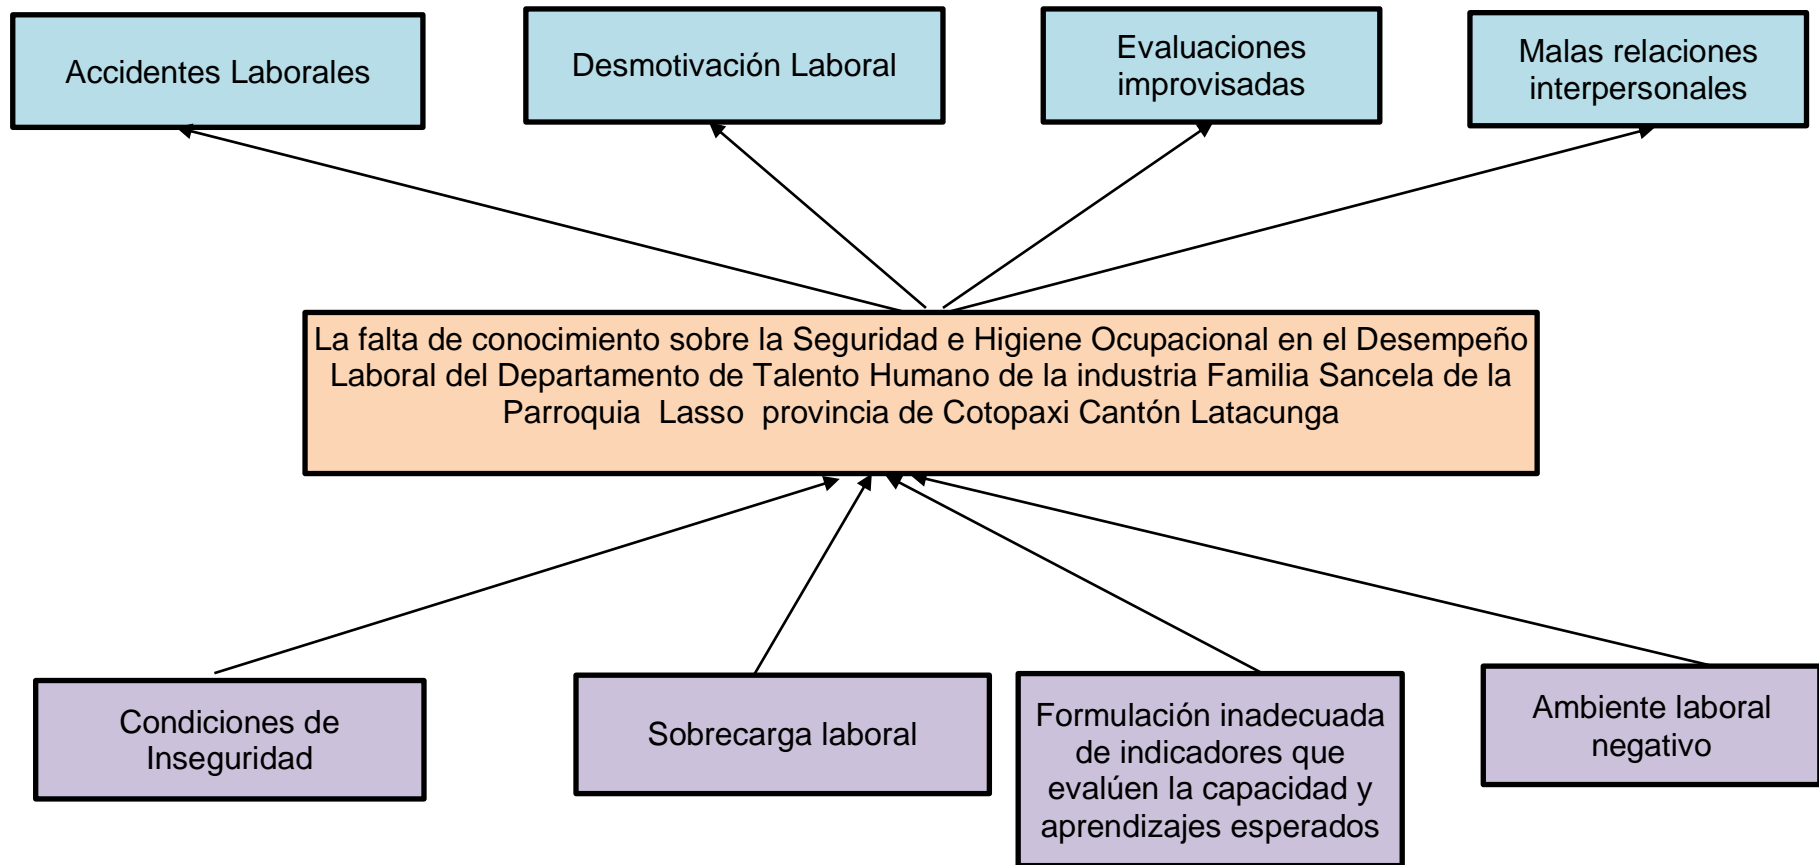 Accidentes Laborales
Desmotivación Laboral
Evaluaciones
improvisadas
Malas relaciones
interpersonales
La falta de conocimiento sobre la Seguridad e Higiene Ocupacional en el Desempeño
Laboral del Departamento de Talento Humano de la industria Familia Sancela de la
Parroquia Lasso provincia de Cotopaxi Cantón Latacunga
Condiciones de
Inseguridad
Sobrecarga laboral
Formulación inadecuada
de indicadores que
evalúen la capacidad y
aprendizajes esperados
Ambiente laboral
negativo